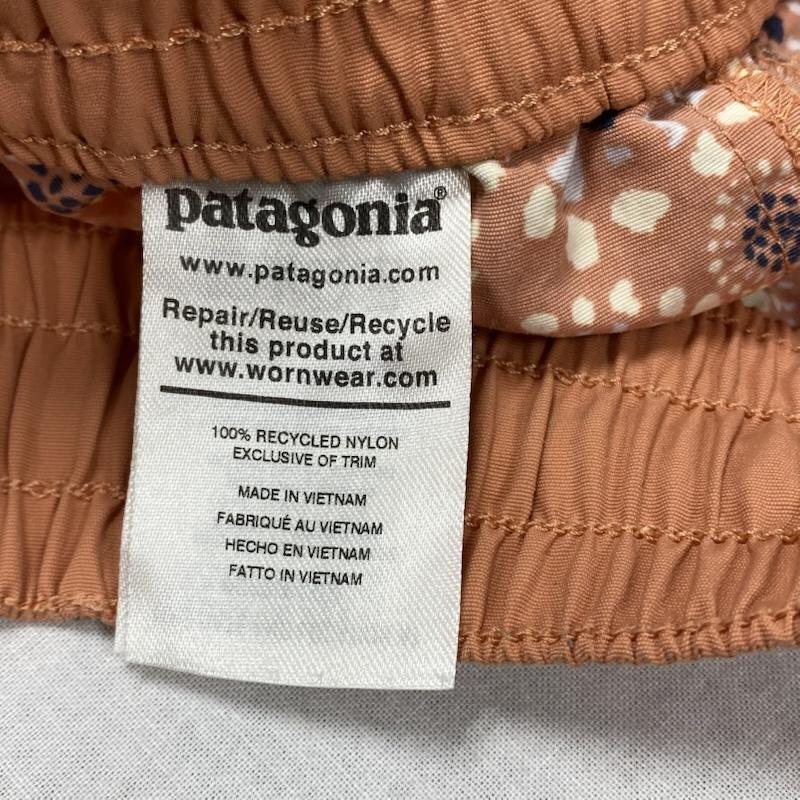 patagonia®
www.patagonia.com
Repair/Reuse/Recycle
this product at
www.wornwear.com
100% RECYCLED NYLON
EXCLUSIVE OF TRIM
MADE IN VIETNAM
FABRIQUÉ AU VIETNAM
HECHO EN VIETNAM
FATTO IN VIETNAM